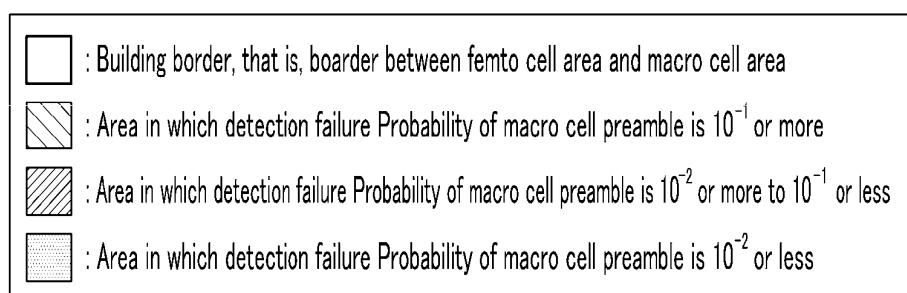 : Building border, that is, boarder between femto cell area and macro cell area
: Area in which detection failure Probability of macro cell preamble is 10⁻¹ or more
: Area in which detection failure Probability of macro cell preamble is 10⁻² or more to 10⁻¹ or less
: Area in which detection failure Probability of macro cell preamble is 10⁻² or less